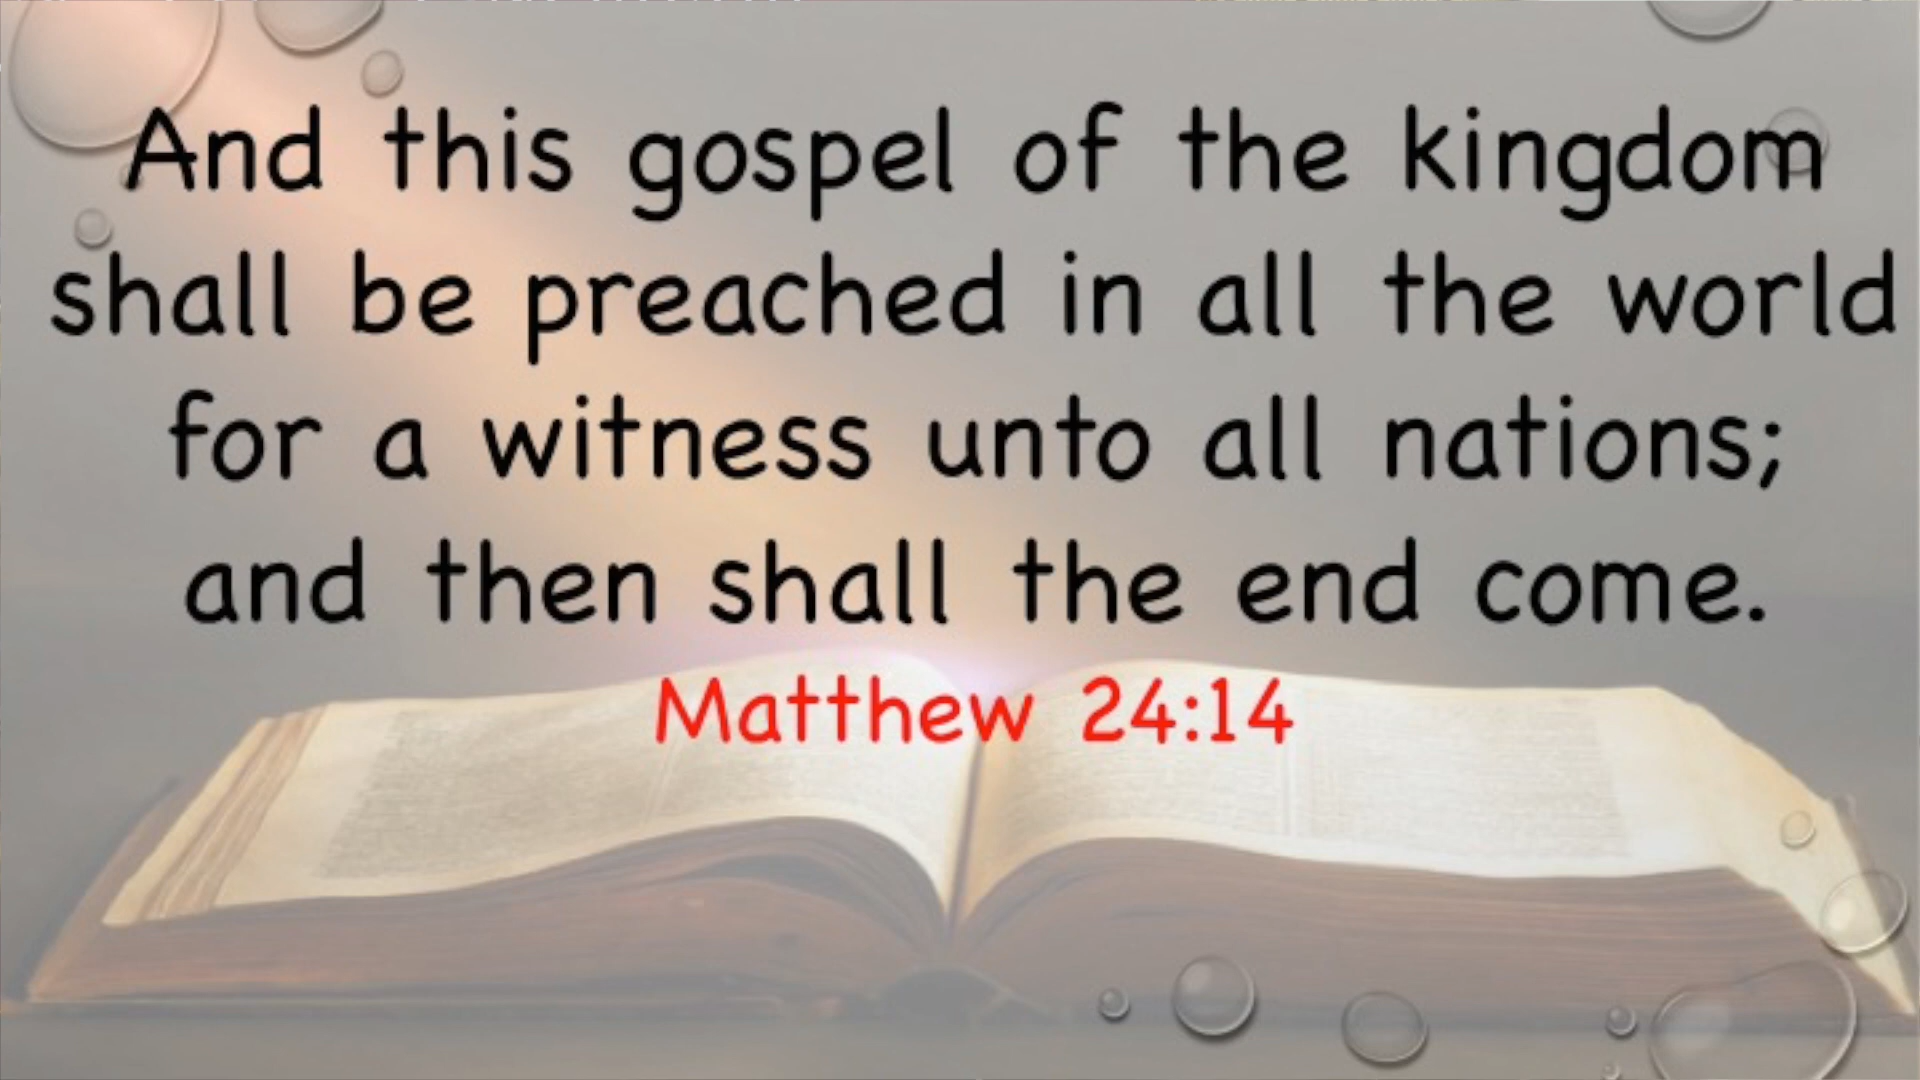 And this gospel of the kingdom
shall be preached in all the world
for a witness unto all nations;
and then shall the end come.
Matthew 24:14